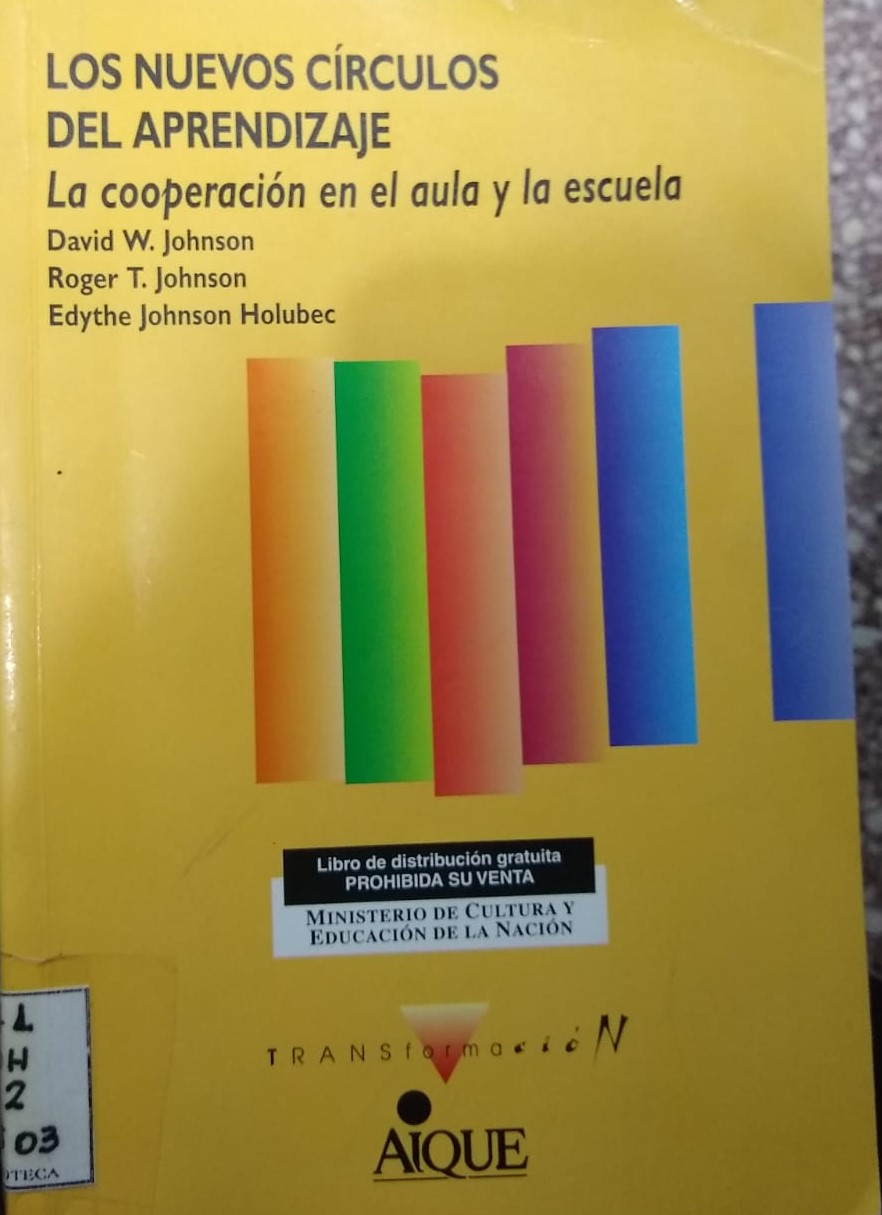 LOS NUEVOS CÍRCULOS
DEL APRENDIZAJE
La cooperación en el aula y la escuela
David W. Johnson
Roger T. Johnson
Edythe Johnson Holubec
Libro de distribución gratuita
PROHIBIDA SU VENTA
MINISTERIO DE CULTURA Y
EDUCACIÓN DE LA NACIÓN
TRANSformacióN
AIQUE
L
H
2
03
OTECA